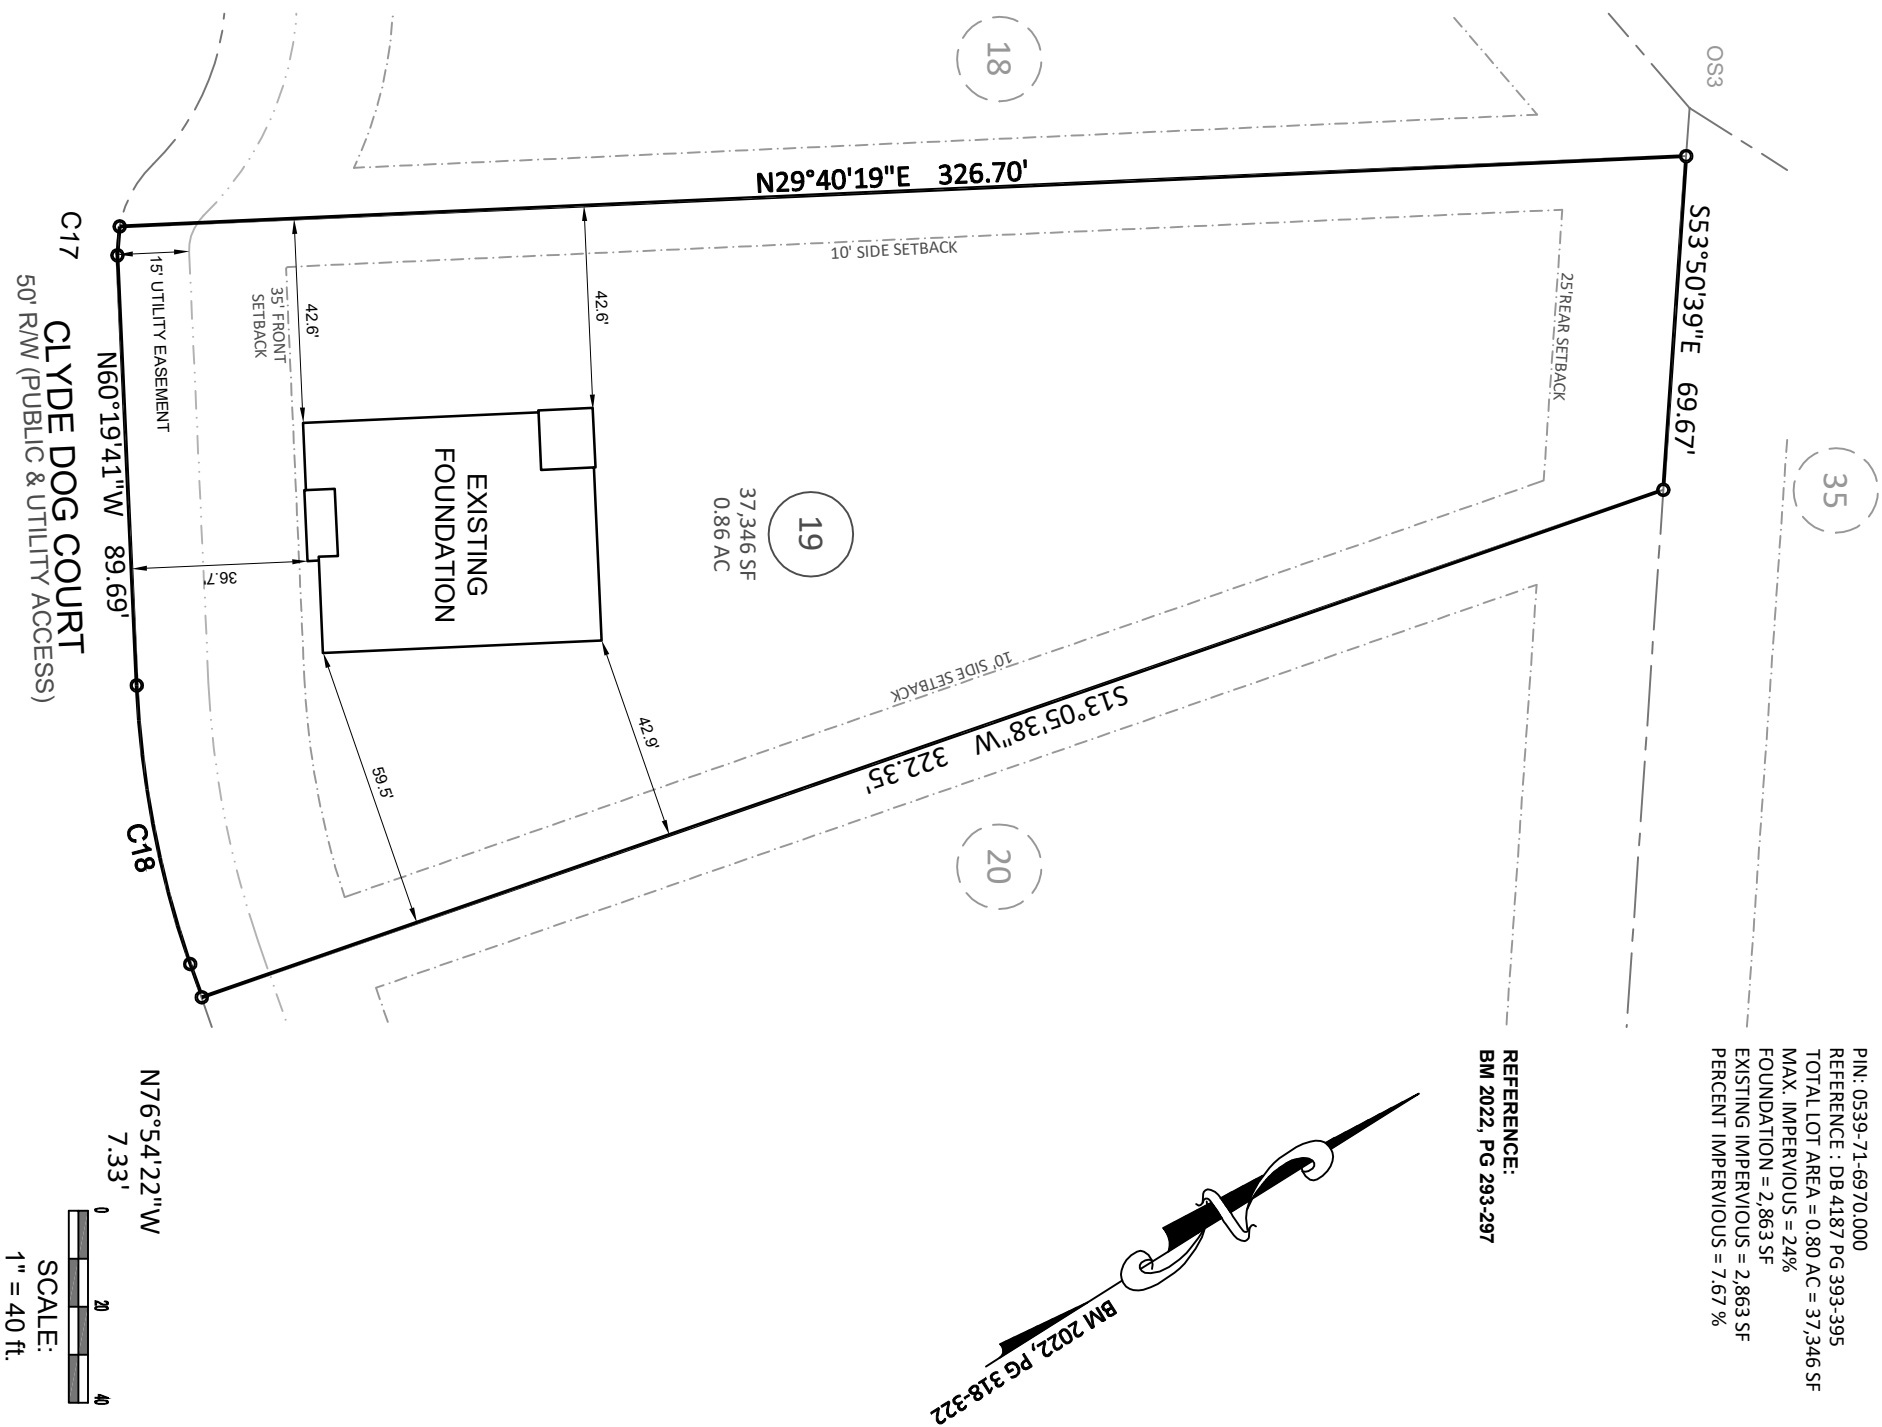 PIN: 0539-71-6970.000
REFERENCE : DB 4187 PG 393-395
TOTAL LOT AREA = 0.80 AC = 37,346 SF
MAX. IMPERVIOUS = 24%
FOUNDATION = 2,863 SF
EXISTING IMPERVIOUS = 2,863 SF
PERCENT IMPERVIOUS = 7.67 %
REFERENCE:
BM 2022, PG 293-297
BM 2022, PG 318-322
OS3
35
18
20
S53°50'39"E 69.67'
25'REAR SETBACK
N29°40'19"E 326.70'
10' SIDE SETBACK
19
37,346 SF
0.86 AC
10' SIDE SETBACK
S13°05'38"W 322.35'
42.6'
42.6'
EXISTING
FOUNDATION
42.9'
59.5'
35' FRONT
SETBACK
36.7'
15' UTILITY EASEMENT
N60°19'41"W 89.69'
C17
C18
CLYDE DOG COURT
50' R/W (PUBLIC & UTILITY ACCESS)
N76°54'22"W
7.33'
0 20 40
SCALE:
1" = 40 ft.